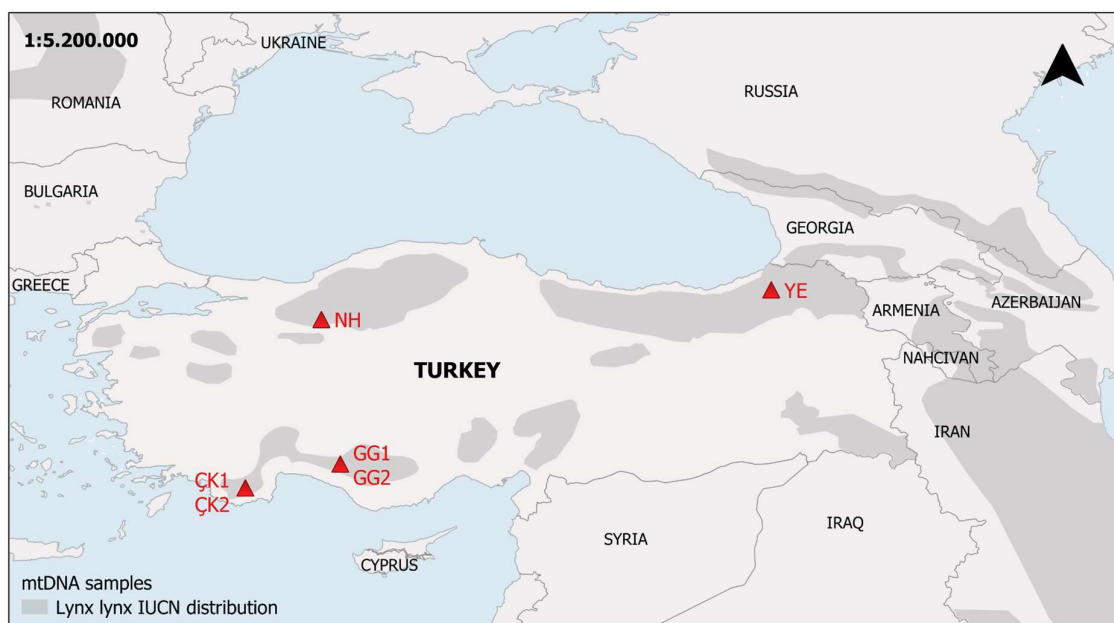 1:5.200.000
UKRAINE
ROMANIA
RUSSIA
BULGARIA
GEORGIA
GREECE
YE
AZERBAIJAN
ARMENIA
NH
NAHCIVAN
TURKEY
IRAN
GG1
GG2
ÇK1
ÇK2
IRAQ
SYRIA
CYPRUS
mtDNA samples
Lynx lynx IUCN distribution